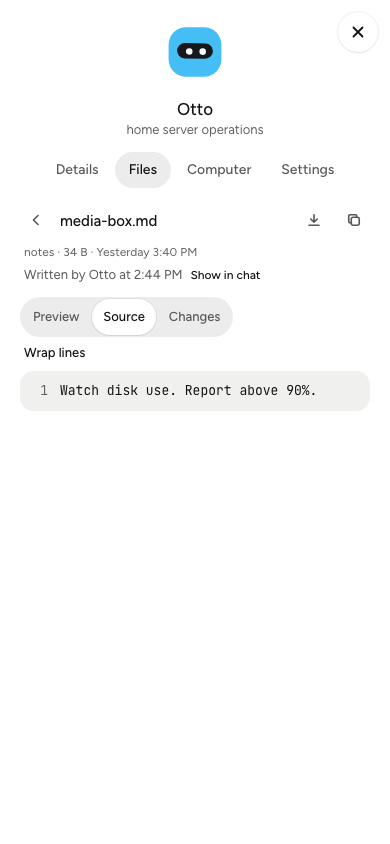 Otto
home server operations
Details Files Computer Settings
media-box.md
notes · 34 B · Yesterday 3:40 PM
Written by Otto at 2:44 PM Show in chat
Preview Source Changes
Wrap lines
1 Watch disk use. Report above 90%.